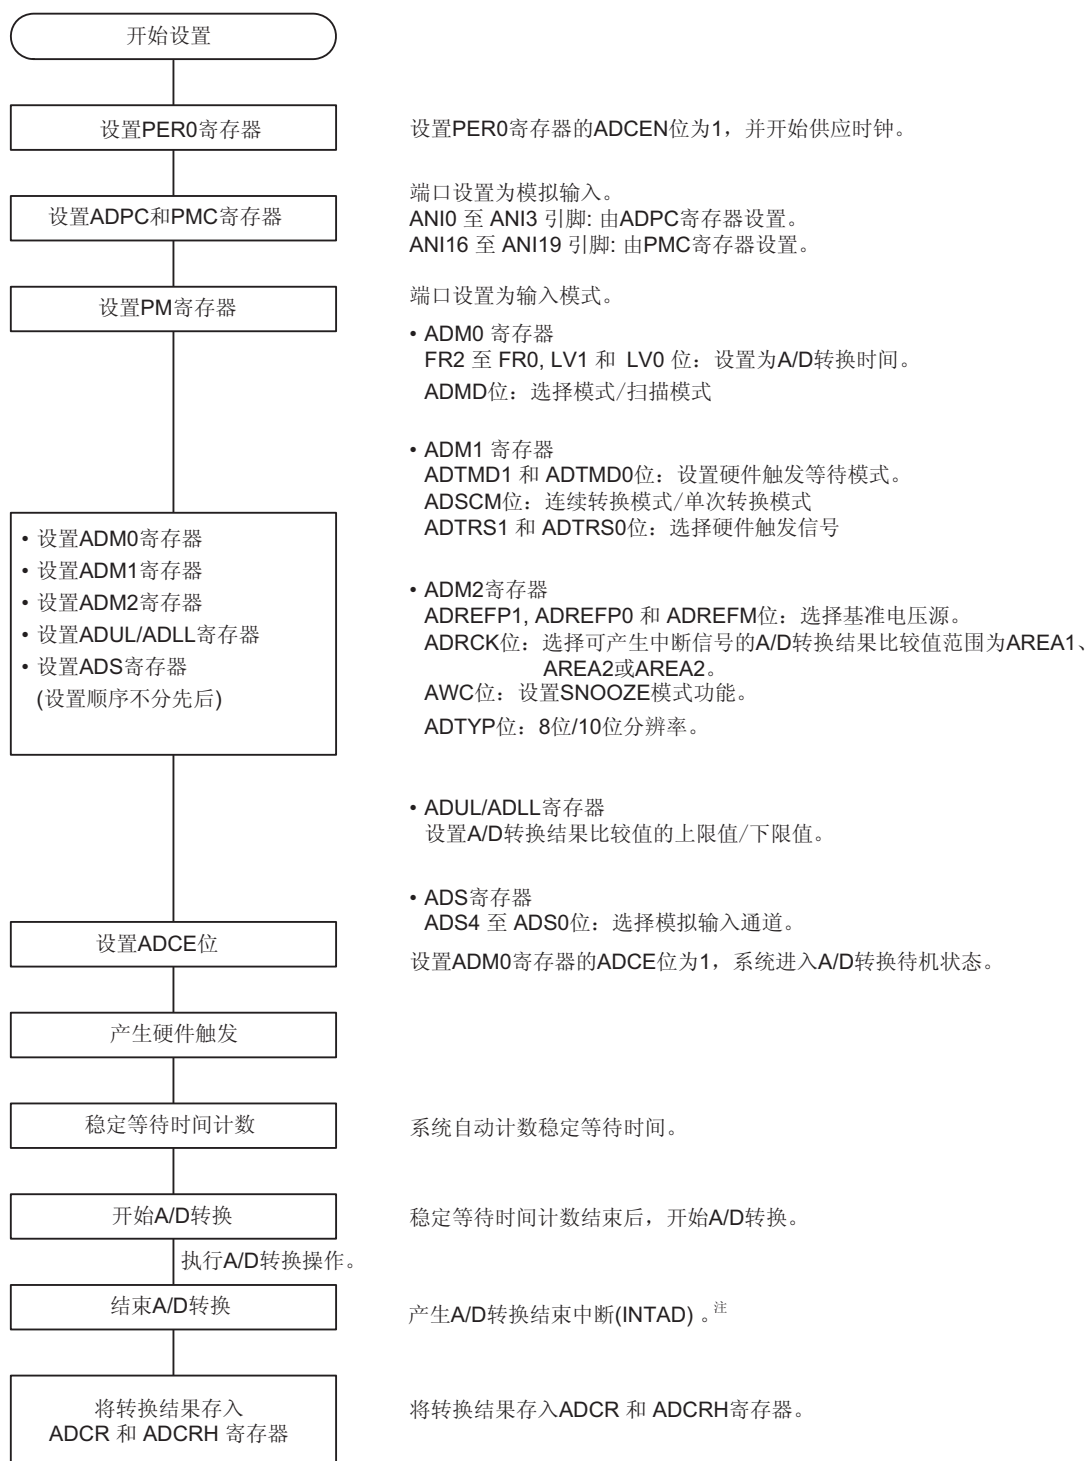 开始设置
设置PER0寄存器
设置PER0寄存器的ADCEN位为1，并开始供应时钟。
设置ADPC和PMC寄存器
端口设置为模拟输入。
ANI0 至 ANI3 引脚: 由ADPC寄存器设置。
ANI16 至 ANI19 引脚: 由PMC寄存器设置。
设置PM寄存器
端口设置为输入模式。
• ADM0 寄存器
FR2 至 FR0, LV1 和 LV0 位：设置为A/D转换时间。
ADMD位：选择模式/扫描模式
• ADM1 寄存器
ADTMD1 和 ADTMD0位：设置硬件触发等待模式。
ADSCM位：连续转换模式/单次转换模式
ADTRS1 和 ADTRS0位：选择硬件触发信号
• 设置ADM0寄存器
• 设置ADM1寄存器
• 设置ADM2寄存器
• 设置ADUL/ADLL寄存器
• 设置ADS寄存器
(设置顺序不分先后)
• ADM2寄存器
ADREFP1, ADREFP0 和 ADREFM位：选择基准电压源。
ADRCK位：选择可产生中断信号的A/D转换结果比较值范围为AREA1、
AREA2或AREA2。
AWC位：设置SNOOZE模式功能。
ADTYP位：8位/10位分辨率。
• ADUL/ADLL寄存器
设置A/D转换结果比较值的上限值/下限值。
• ADS寄存器
ADS4 至 ADS0位：选择模拟输入通道。
设置ADCE位
设置ADM0寄存器的ADCE位为1，系统进入A/D转换待机状态。
产生硬件触发
稳定等待时间计数
系统自动计数稳定等待时间。
开始A/D转换
稳定等待时间计数结束后，开始A/D转换。
执行A/D转换操作。
结束A/D转换
产生A/D转换结束中断(INTAD) 。注
将转换结果存入
ADCR 和 ADCRH 寄存器
将转换结果存入ADCR 和 ADCRH寄存器。